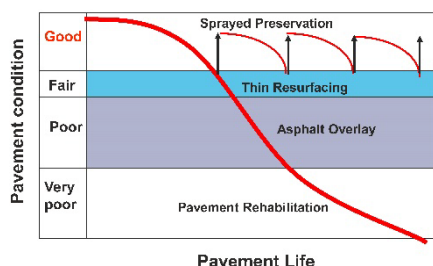 Pavement condition
Good
Sprayed Preservation
Fair
Thin Resurfacing
Poor
Asphalt Overlay
Very
poor
Pavement Rehabilitation
Pavement Life